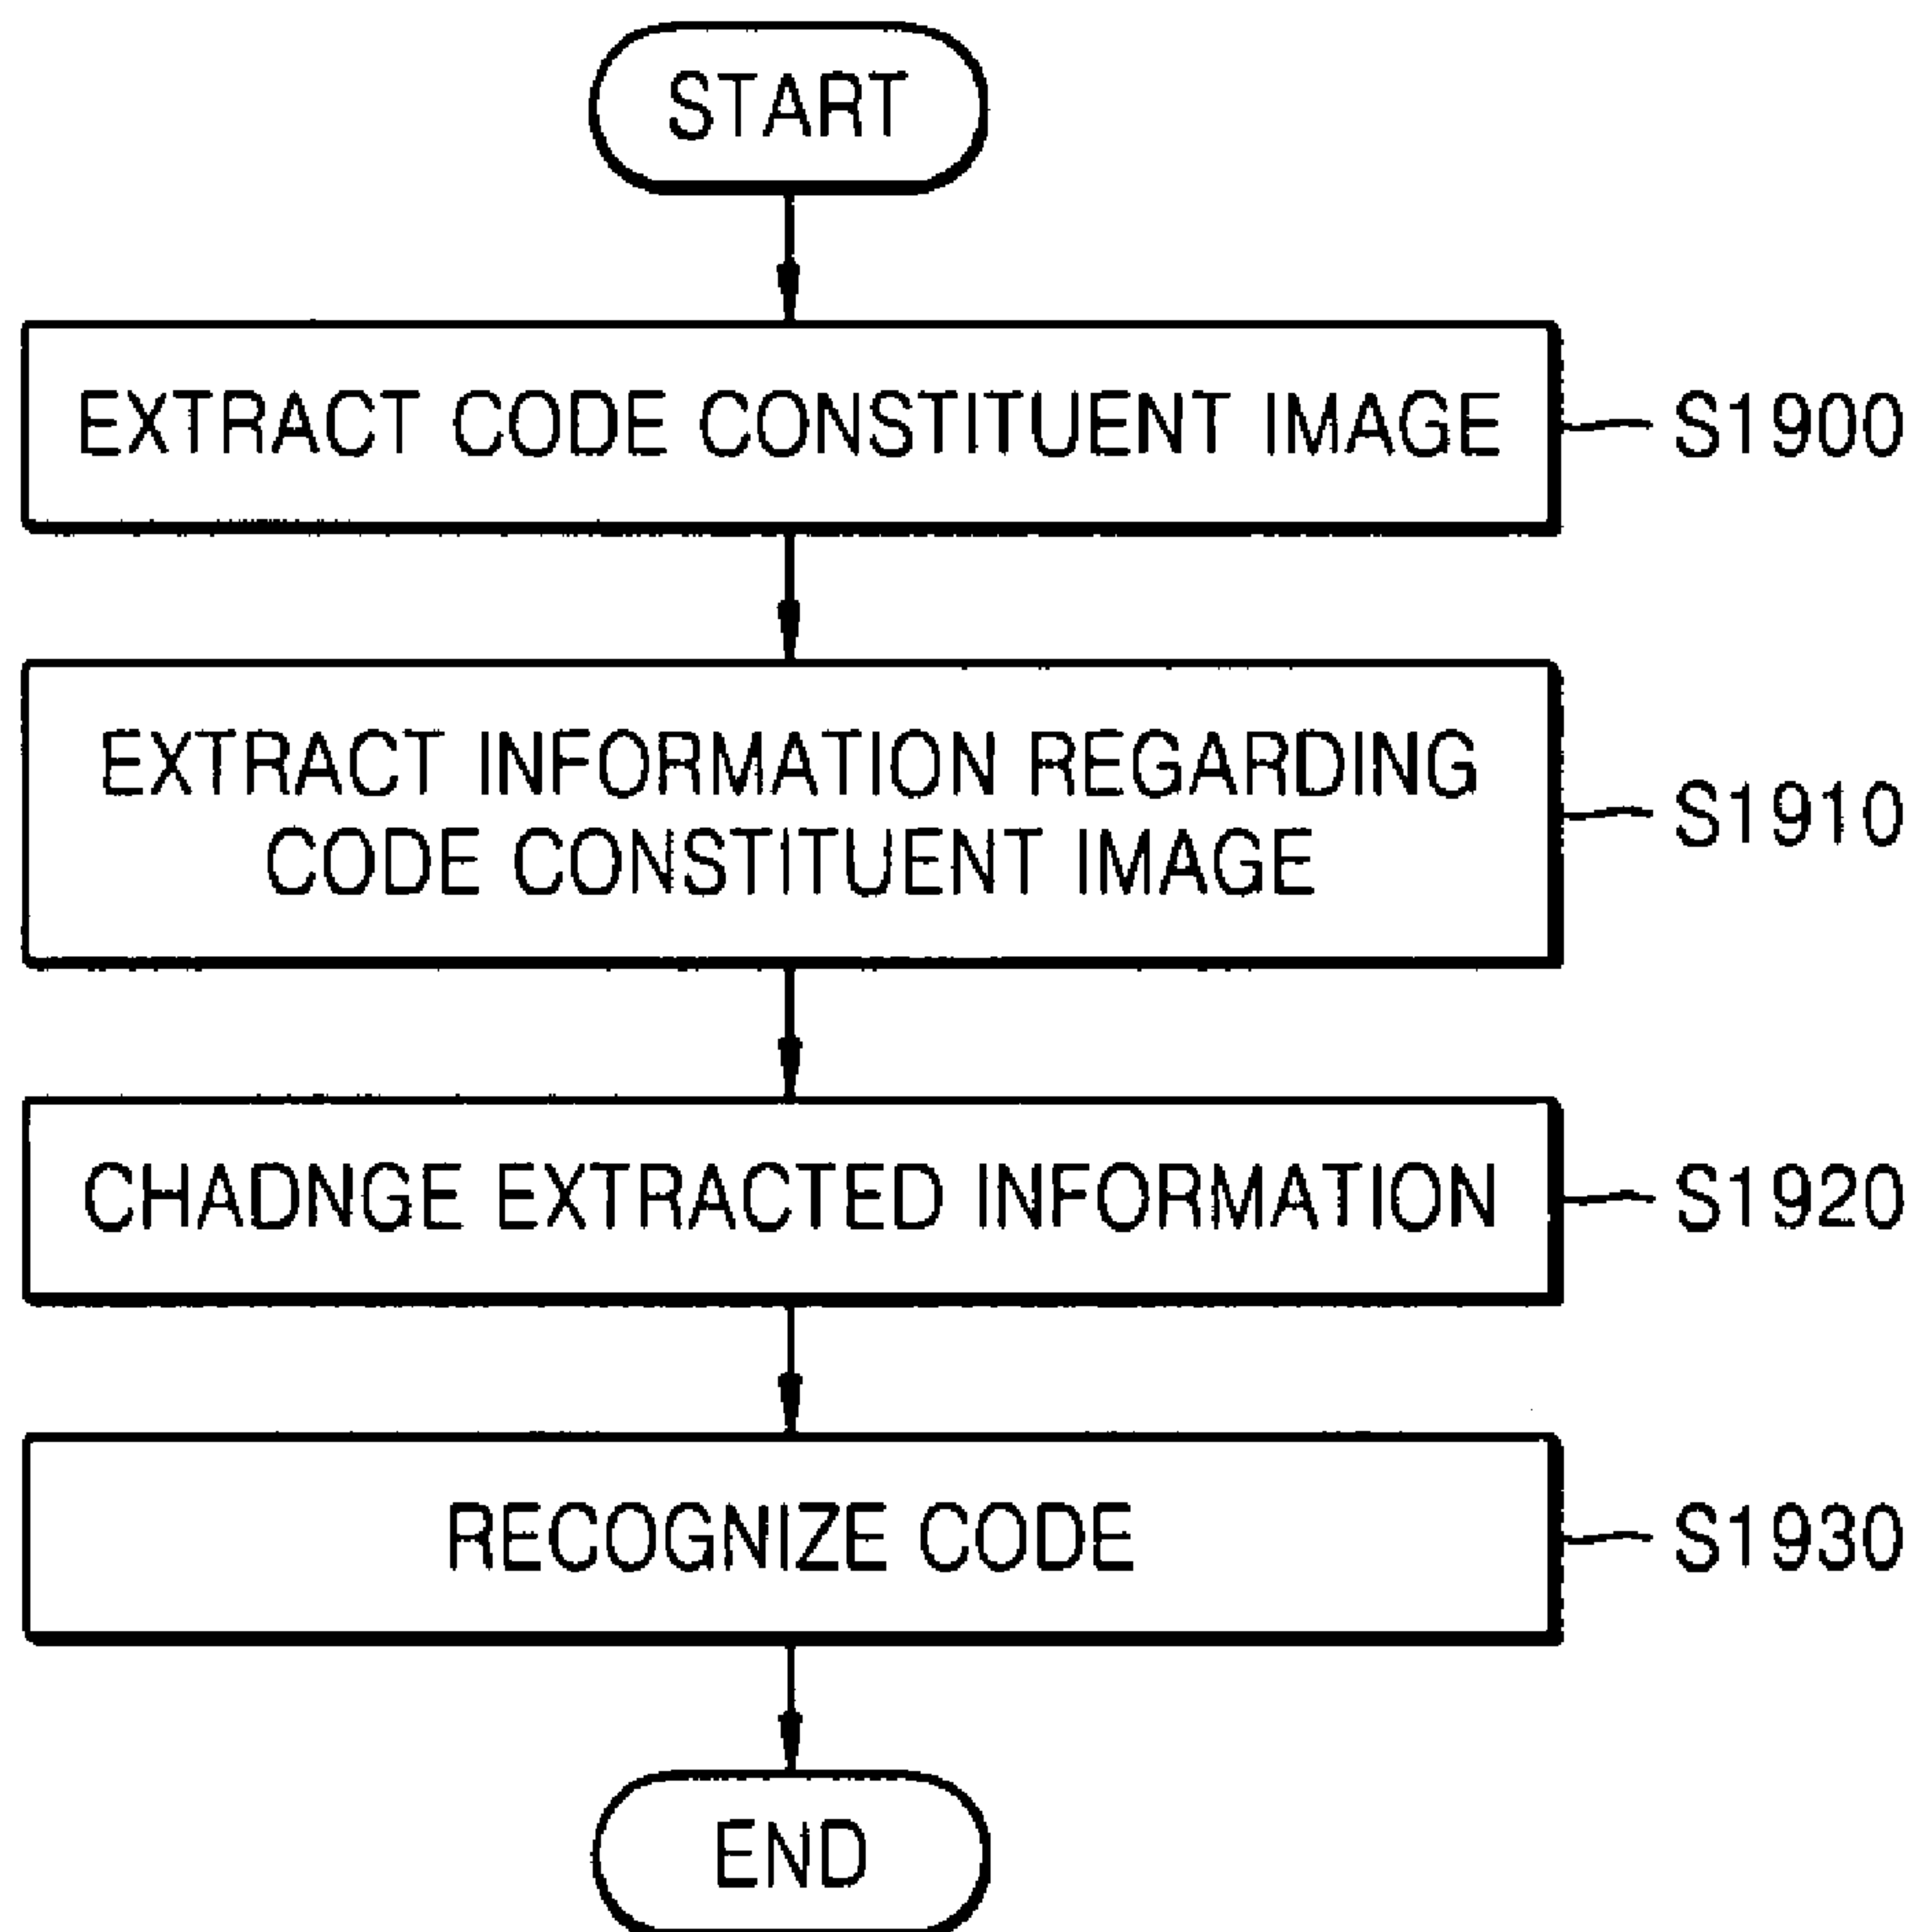 START
EXTRACT CODE CONSTITUENT IMAGE
S1900
EXTRACT INFORMATION REGARDING
CODE CONSTITUENT IMAGE
S1910
CHADNGE EXTRACTED INFORMATION
S1920
RECOGNIZE CODE
S1930
END